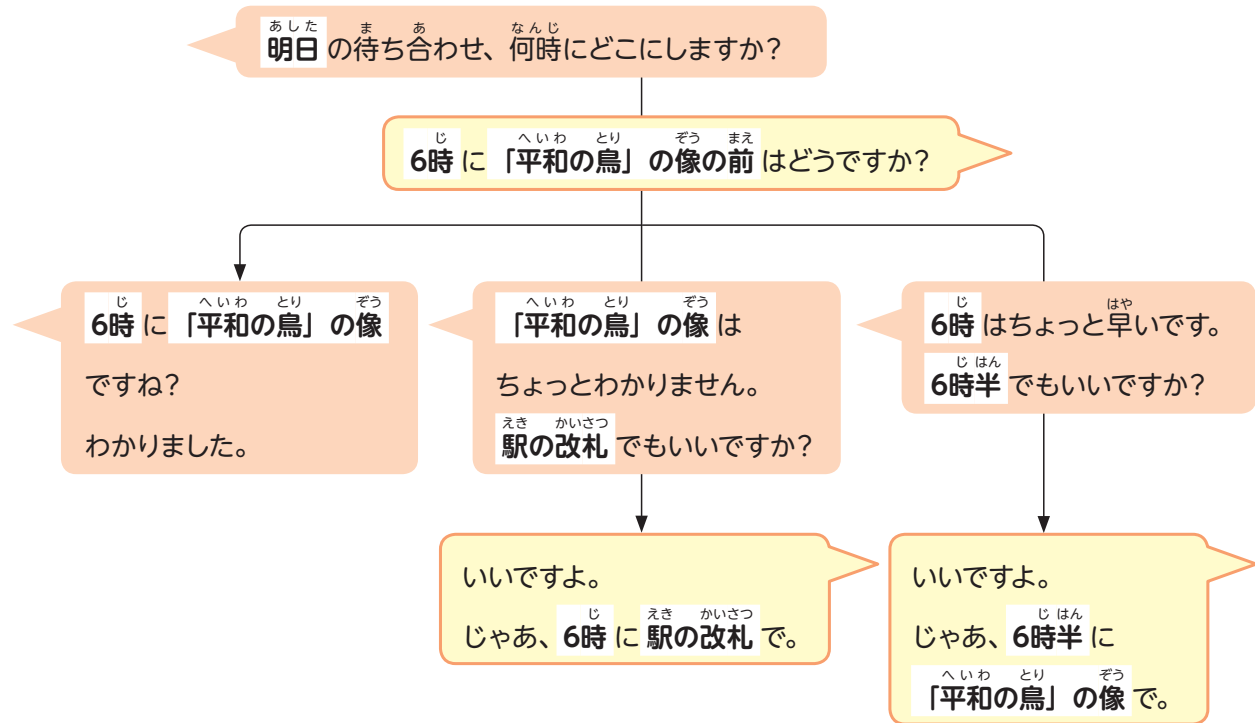 明日の待ち合わせ、何時にどこにしますか？
6時に「平和の鳥」の像の前はどうですか？
6時に「平和の鳥」の像
ですね？
わかりました。
「平和の鳥」の像は
ちょっとわかりません。
駅の改札でもいいですか？
いいですよ。
じゃあ、6時に駅の改札で。
6時はちょっと早いです。
6時半でもいいですか？
いいですよ。
じゃあ、6時半に
「平和の鳥」の像で。